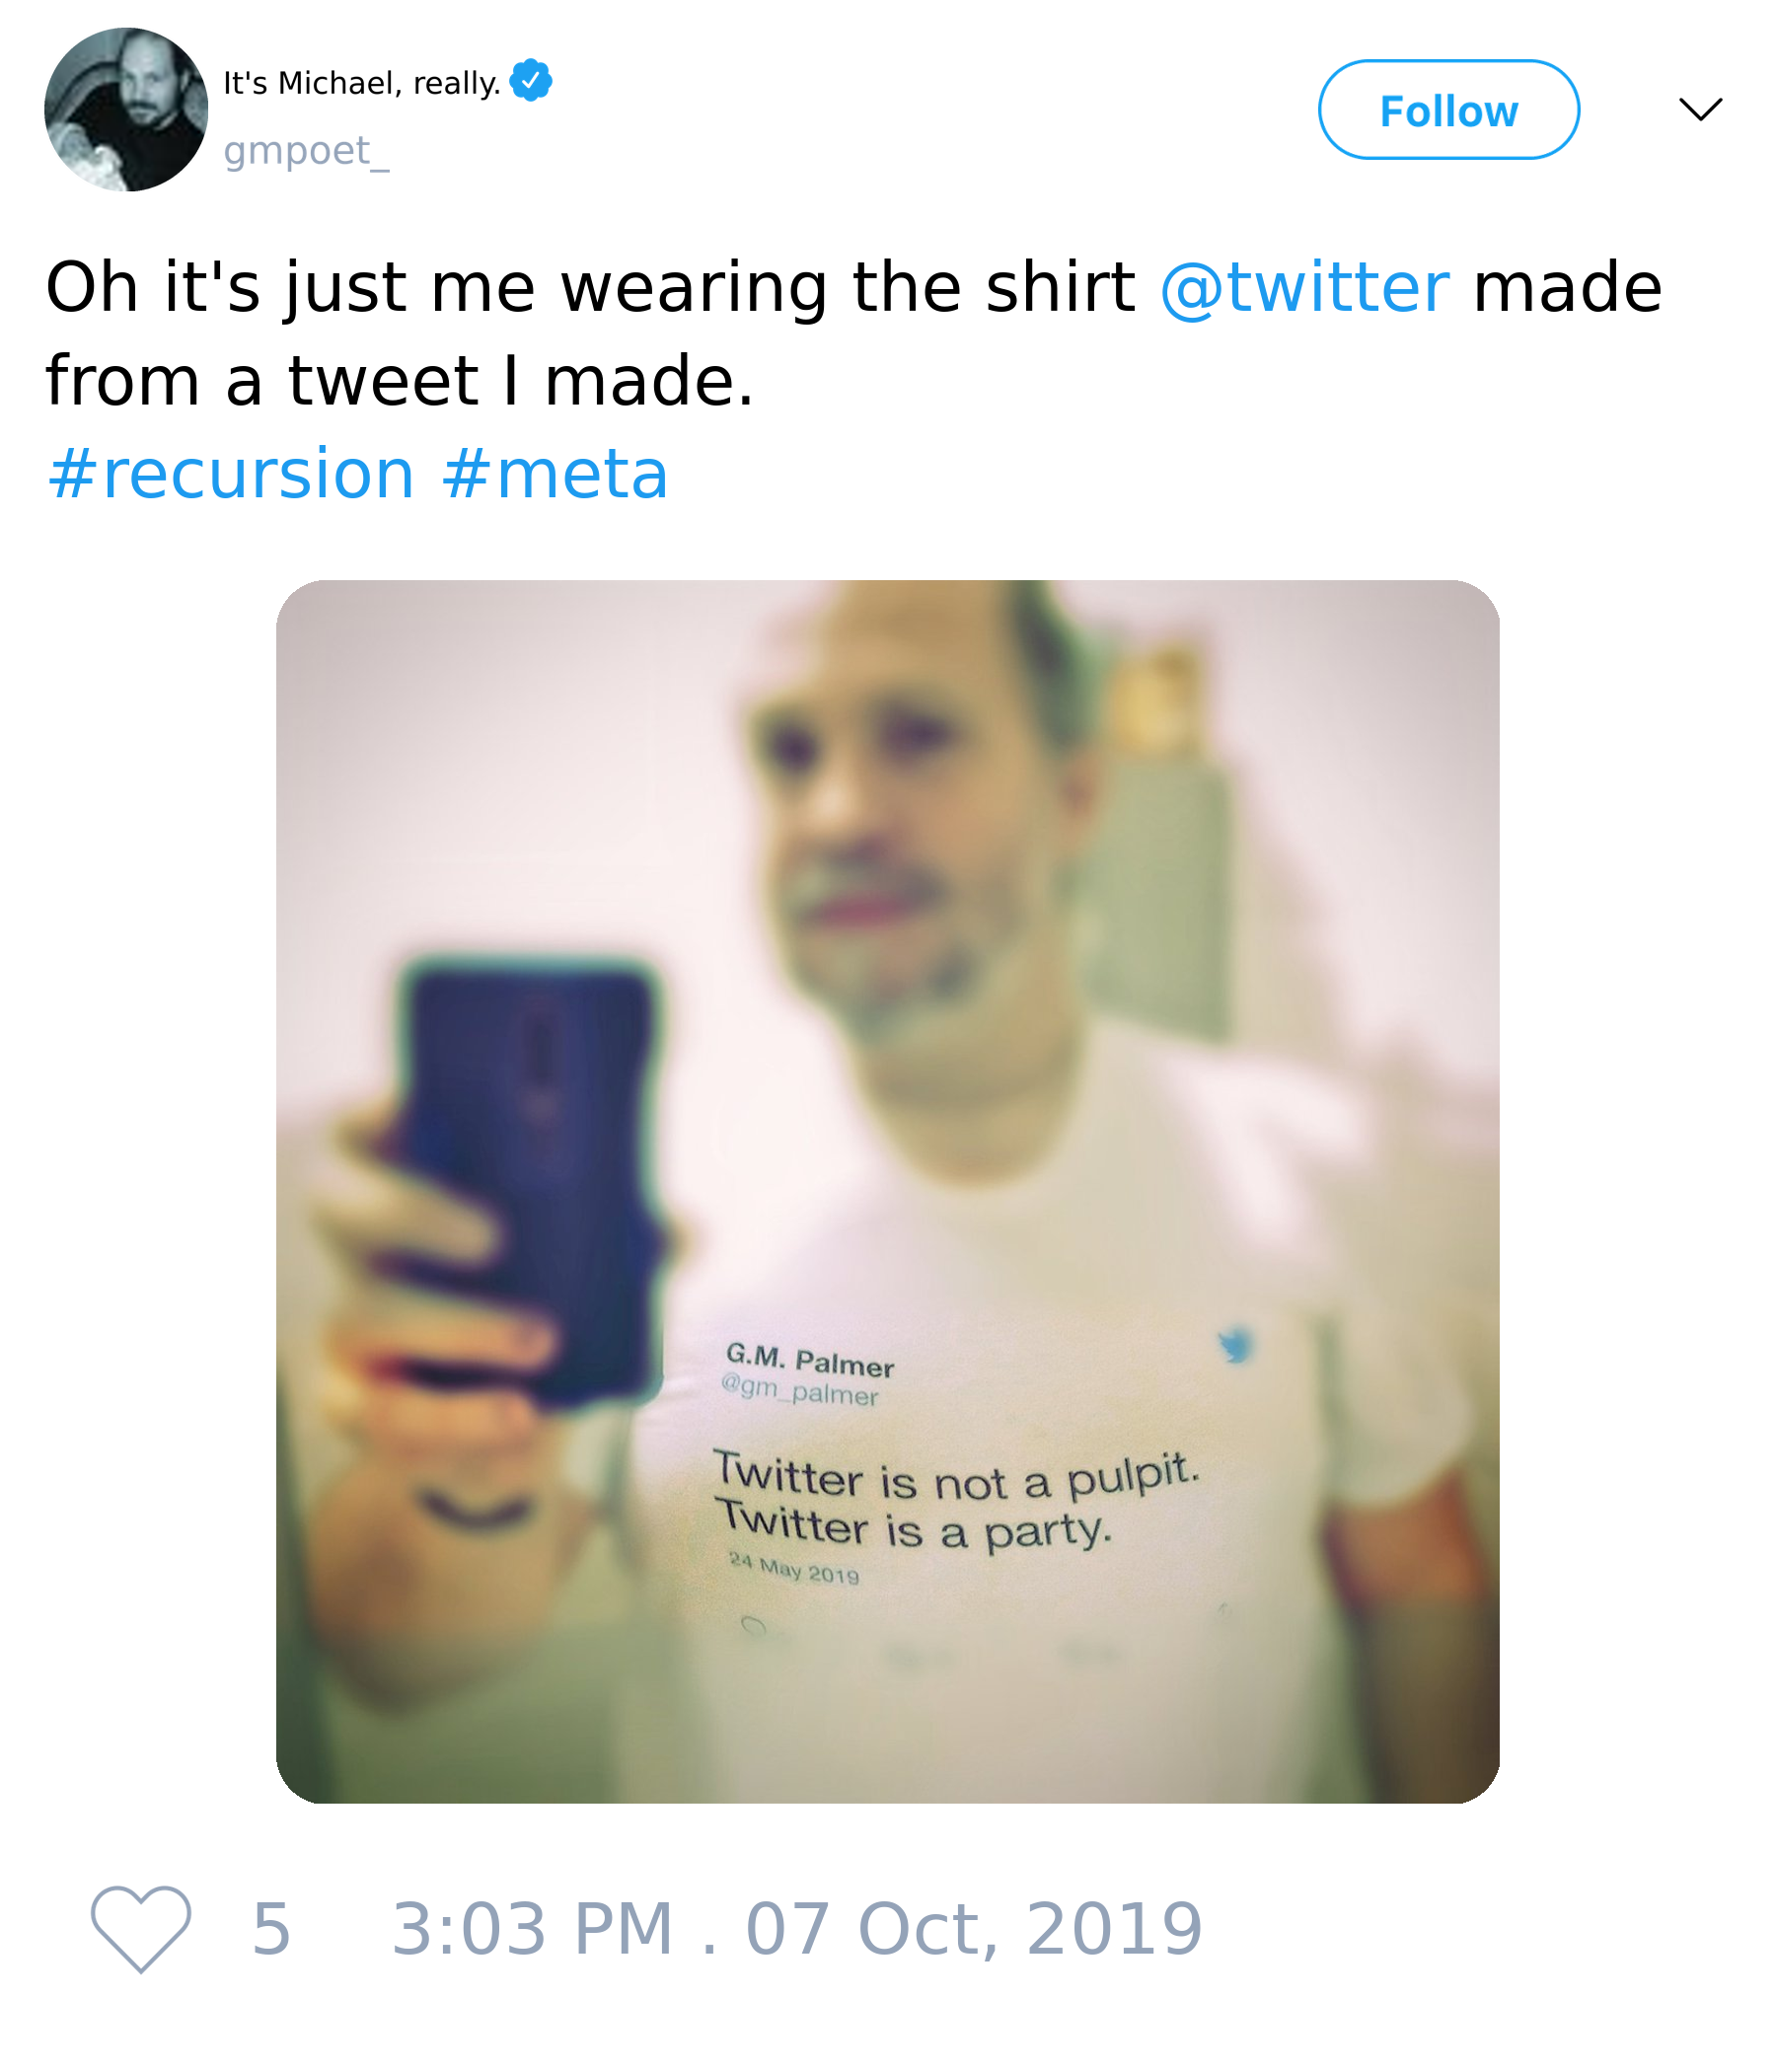 It's Michael, really.
gmpoet_
Follow
Oh it's just me wearing the shirt @twitter made
from a tweet I made.
#recursion #meta
G.M. Palmer
@gm_palmer
Twitter is not a pulpit.
Twitter is a party.
24 May 2019
5 3:03 PM . 07 Oct, 2019